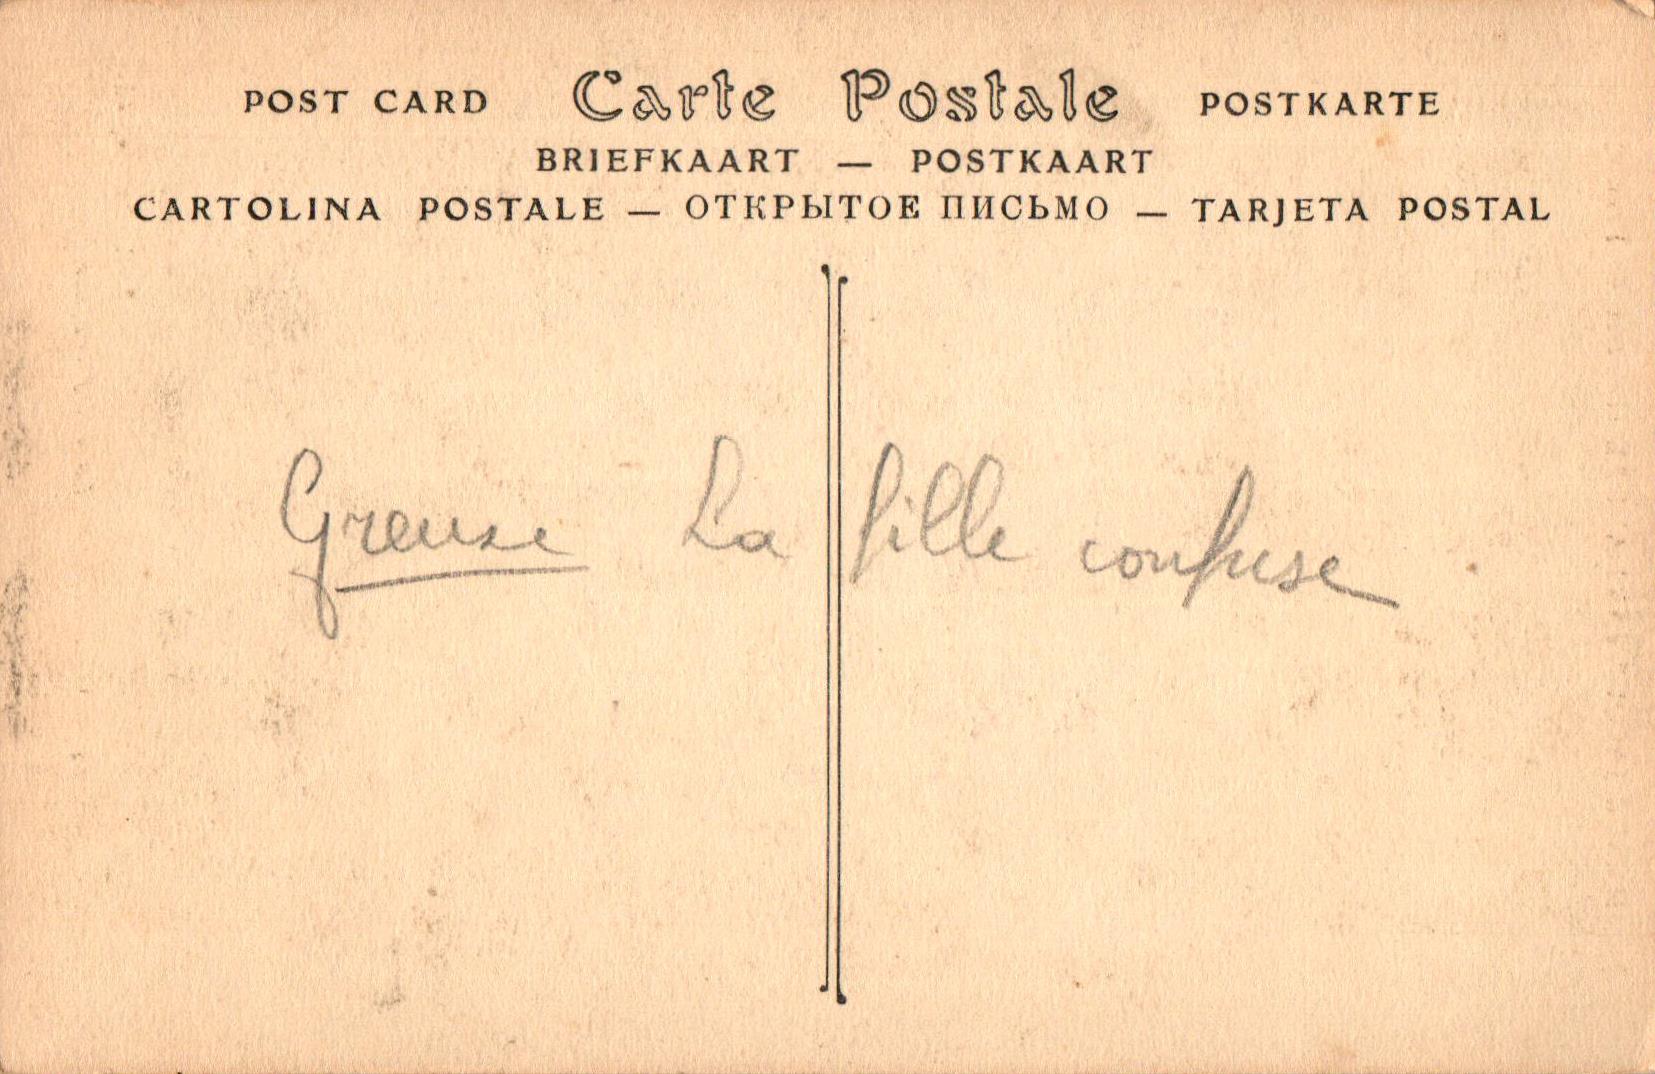 POST CARD Carte Postale POSTKARTE
BRIEFKAART — POSTKAART
CARTOLINA POSTALE — ОТКРЫТОЕ ПИСЬМО — TARJETA POSTAL
Greuze La fille confuse